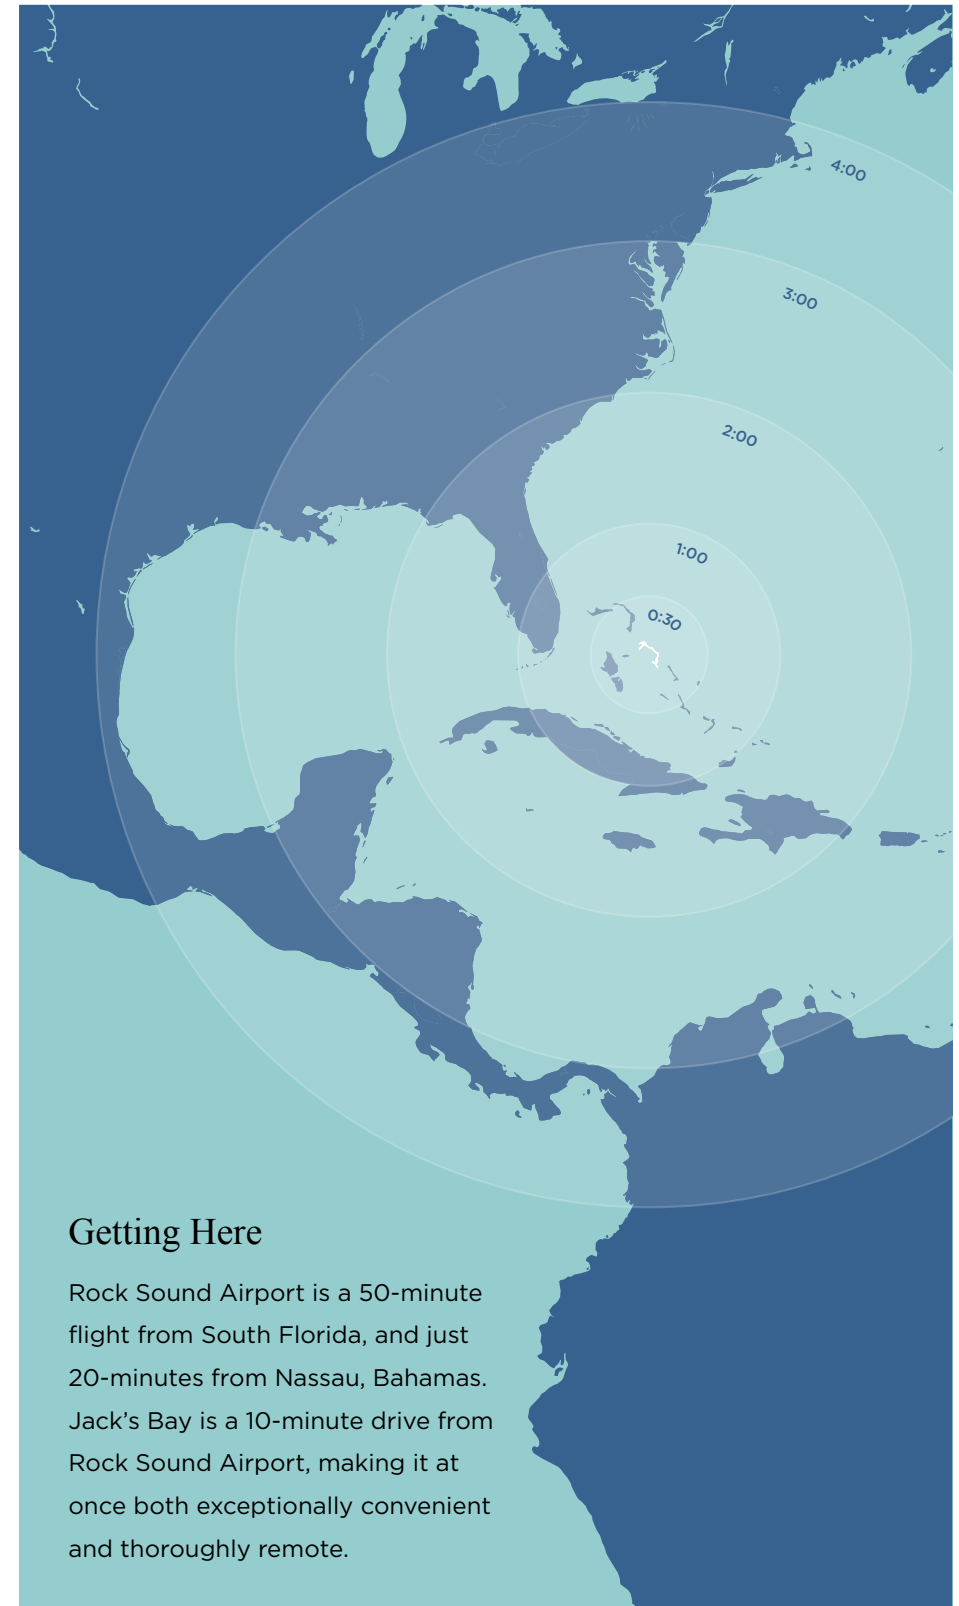 4:00
3:00
2:00
1:00
0:30
Getting Here
Rock Sound Airport is a 50-minute
flight from South Florida, and just
20-minutes from Nassau, Bahamas.
Jack’s Bay is a 10-minute drive from
Rock Sound Airport, making it at
once both exceptionally convenient
and thoroughly remote.